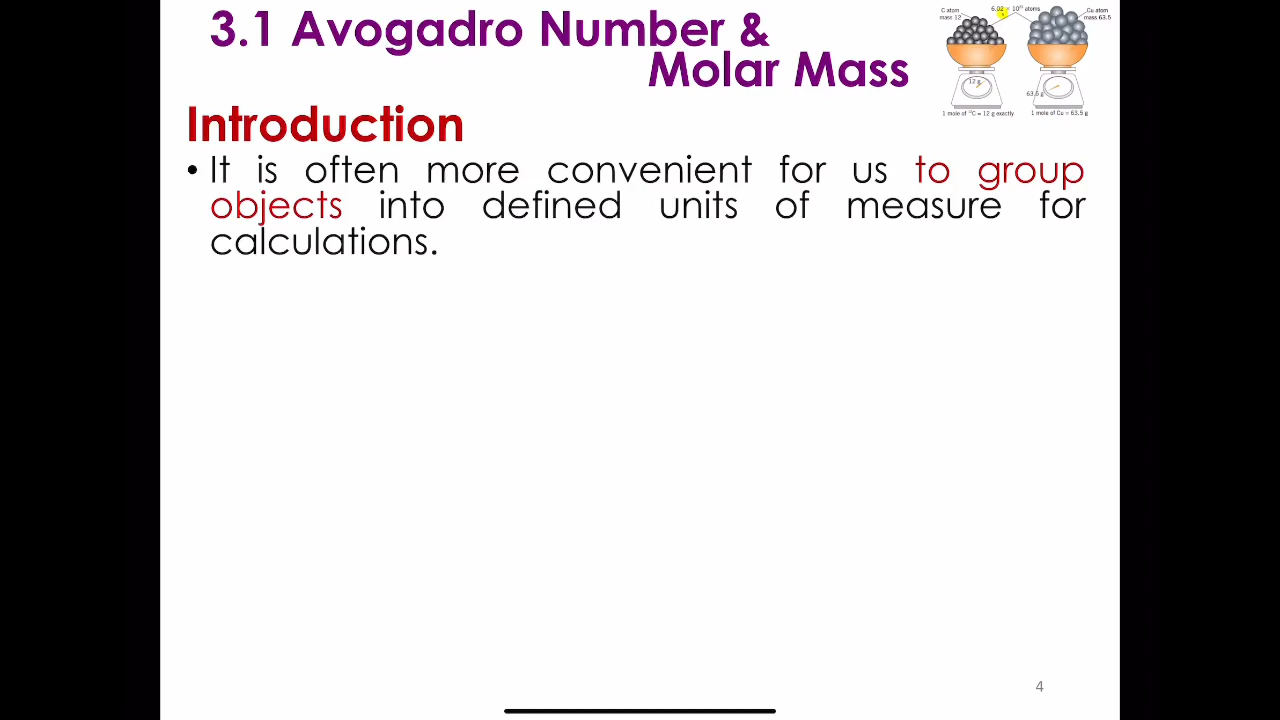 3.1 Avogadro Number &
Molar Mass
C atom
mass 12
6.02 × 10²³ atoms
Cu atom
mass 63.5
12 g
63.5 g
1 mole of ¹²C = 12 g exactly
1 mole of Cu = 63.5 g
Introduction
• It is often more convenient for us to group
objects into defined units of measure for
calculations.
4